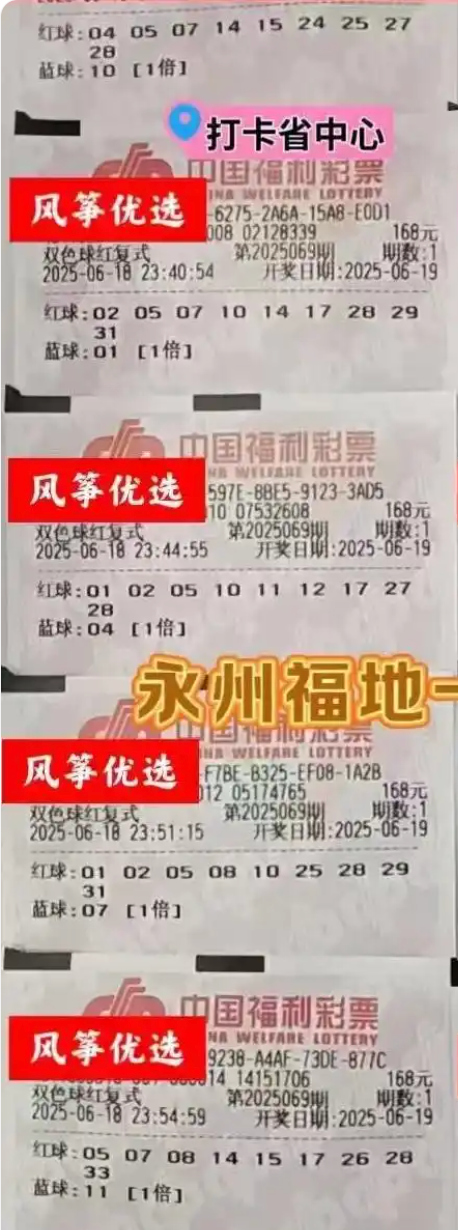 红球:04 05 07 14 15 24 25 27
28
蓝球:10 [1倍]
打卡省中心
中国福利彩票
NA WELFARE LOTTERY
风筝优选
-6275-2A6A-15A8-E0D1
008 02128339 168元
双色球红复式 第2025069期 期数:1
2025-06-18 23:40:54 开奖日期:2025-06-19
红球:02 05 07 10 14 17 28 29
31
蓝球:01 [1倍]
中国福利彩票
NA WELFARE LOTTERY
风筝优选
597E-8BE5-9123-3AD5
10 07532608 168元
双色球红复式 第2025069期 期数:1
2025-06-18 23:44:55 开奖日期:2025-06-19
红球:01 02 05 10 11 12 17 27
28
蓝球:04 [1倍]
永州福地一
NA WELFARE LOTTERY
风筝优选
-F7BE-B325-EF08-1A2B
012 05174765 168元
双色球红复式 第2025069期 期数:1
2025-06-18 23:51:15 开奖日期:2025-06-19
红球:01 02 05 08 10 25 28 29
31
蓝球:07 [1倍]
中国福利彩票
NA WELFARE LOTTERY
风筝优选
9238-A4AF-73DE-877C
14 14151706 168元
双色球红复式 第2025069期 期数:1
2025-06-18 23:54:59 开奖日期:2025-06-19
红球:05 07 08 14 15 17 26 28
33
蓝球:11 [1倍]